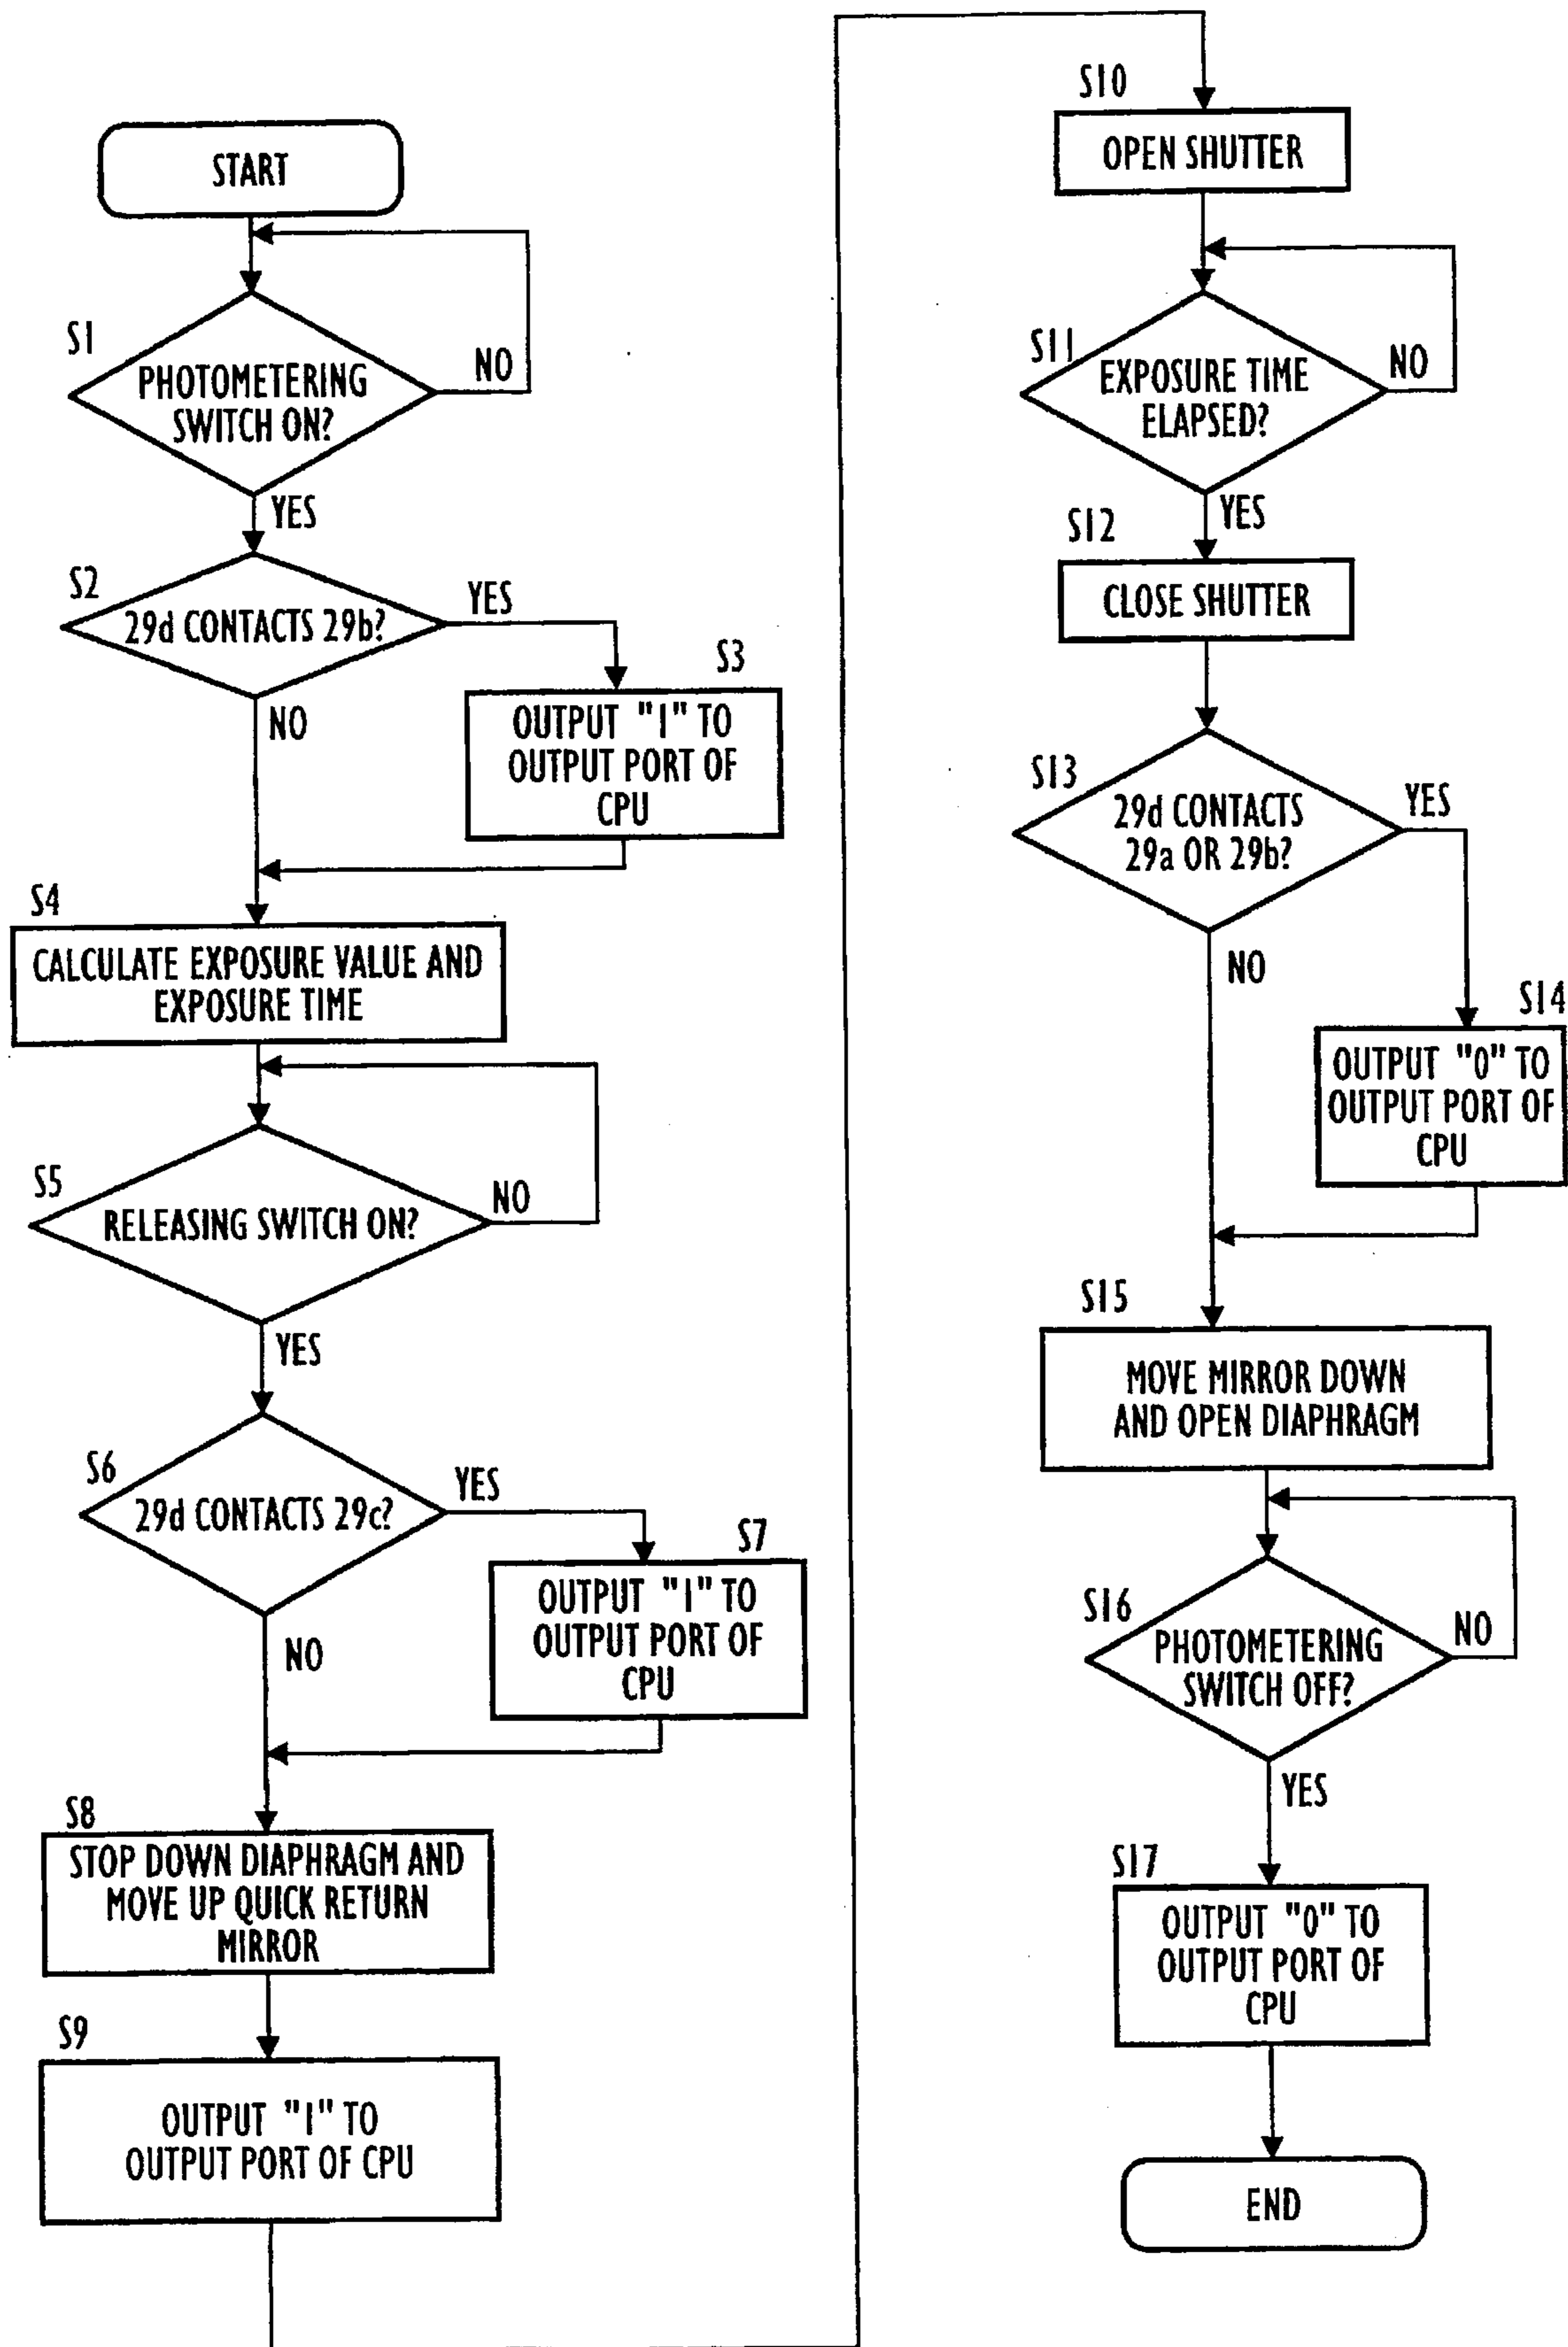 START
S1
PHOTOMETERING
SWITCH ON?
NO
YES
S2
29d CONTACTS 29b?
YES
NO
S3
OUTPUT "1" TO
OUTPUT PORT OF
CPU
S4
CALCULATE EXPOSURE VALUE AND
EXPOSURE TIME
S5
RELEASING SWITCH ON?
NO
YES
S6
29d CONTACTS 29c?
YES
NO
S7
OUTPUT "1" TO
OUTPUT PORT OF
CPU
S8
STOP DOWN DIAPHRAGM AND
MOVE UP QUICK RETURN
MIRROR
S9
OUTPUT "1" TO
OUTPUT PORT OF CPU
S10
OPEN SHUTTER
S11
EXPOSURE TIME
ELAPSED?
NO
YES
S12
CLOSE SHUTTER
S13
29d CONTACTS
29a OR 29b?
YES
NO
S14
OUTPUT "0" TO
OUTPUT PORT OF
CPU
S15
MOVE MIRROR DOWN
AND OPEN DIAPHRAGM
S16
PHOTOMETERING
SWITCH OFF?
NO
YES
S17
OUTPUT "0" TO
OUTPUT PORT OF
CPU
END